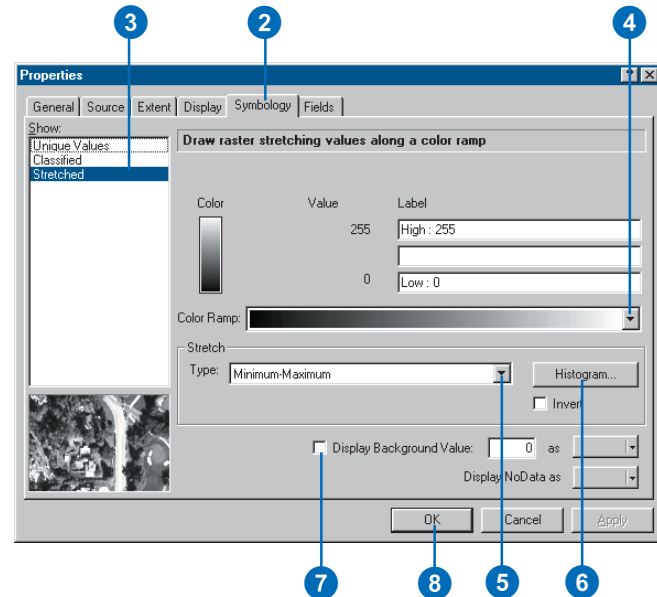 3 2 4
Properties ? ×
General Source Extent Display Symbology Fields
Show:
Unique Values
Classified
Stretched
Draw raster stretching values along a color ramp
Color Value Label
255 High : 255
0 Low : 0
Color Ramp:
Stretch
Type: Minimum-Maximum Histogram...
Invert
Display Background Value: 0 as
Display NoData as
OK Cancel Apply
7 8 5 6